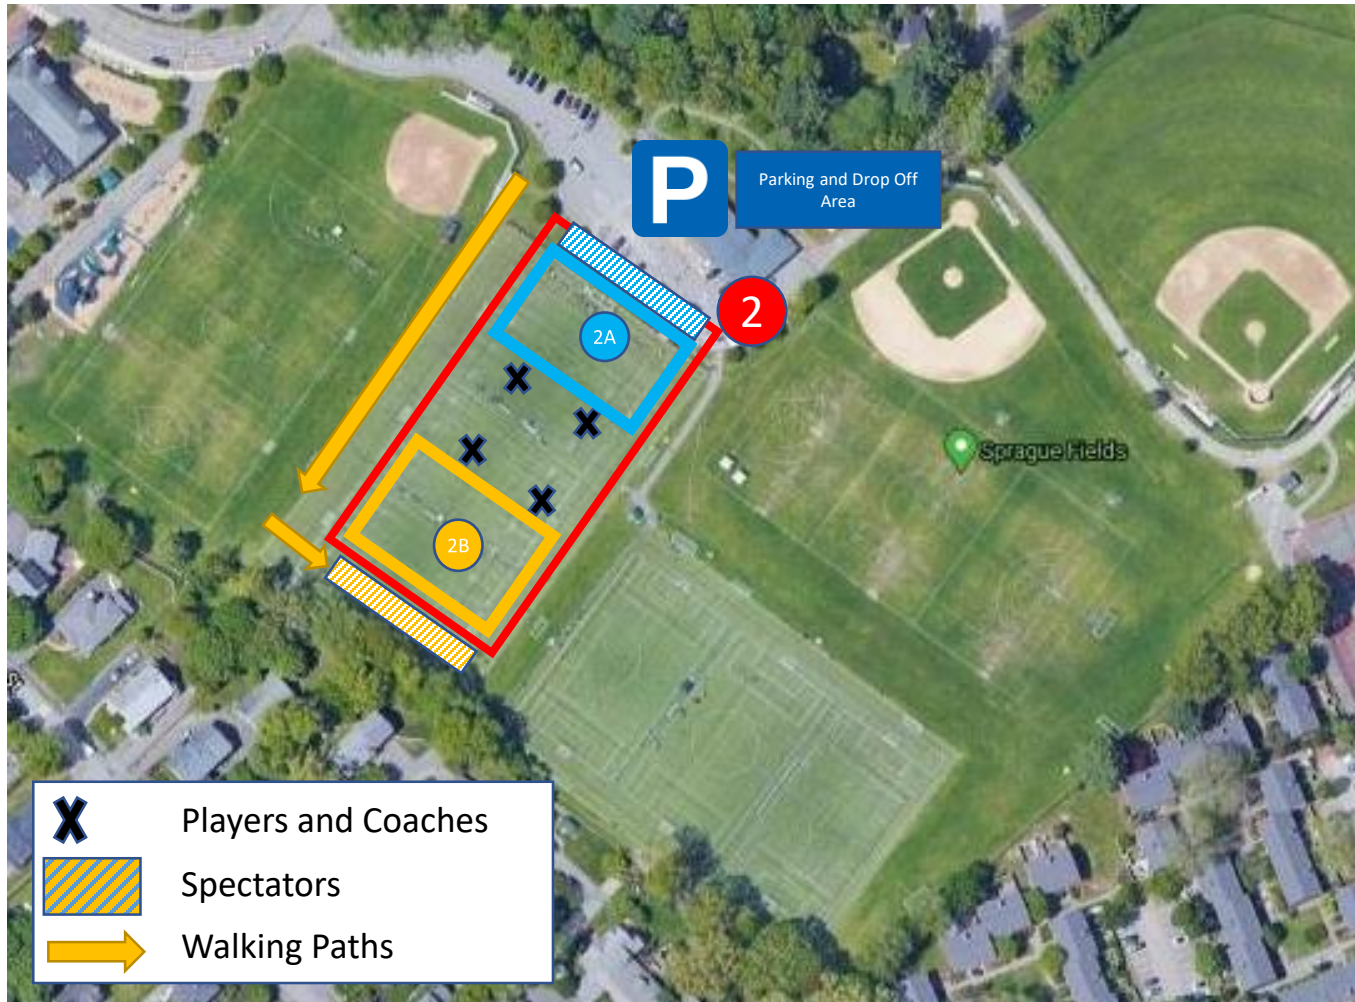 P
Parking and Drop Off
Area
2
2A
Sprague Fields
2B
Players and Coaches
Spectators
Walking Paths